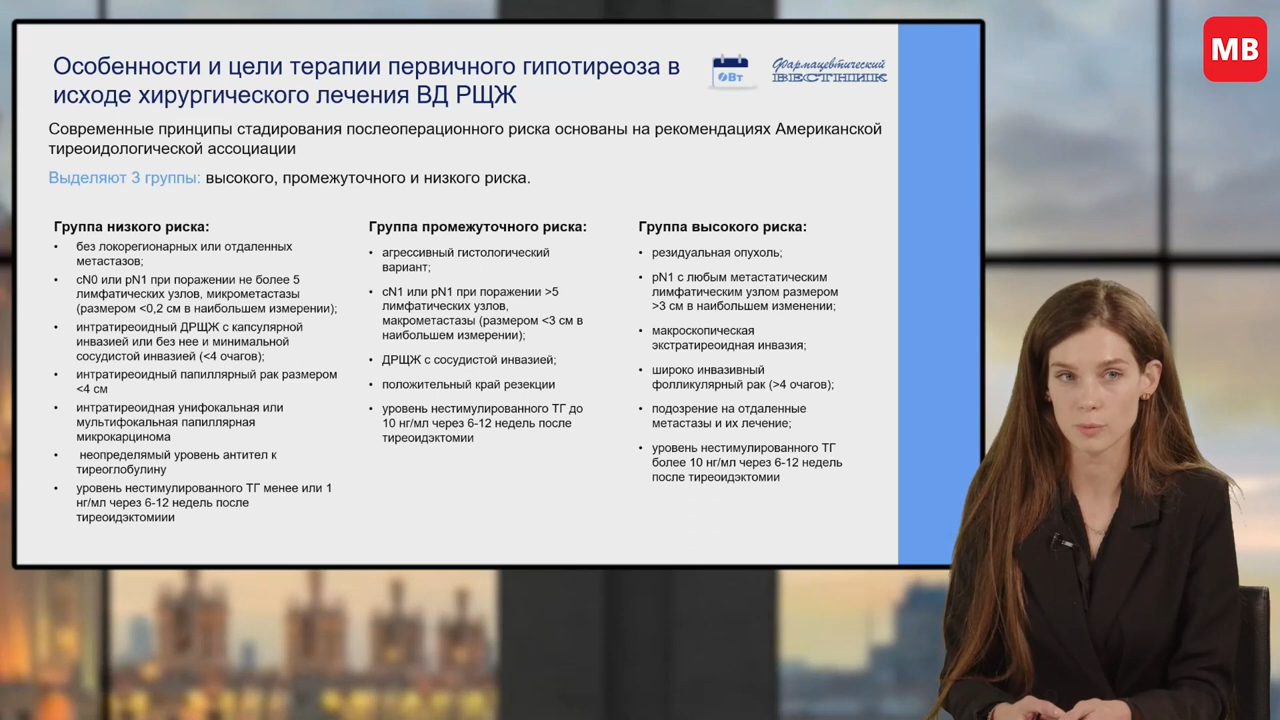 Особенности и цели терапии первичного гипотиреоза в
исходе хирургического лечения ВД РЩЖ
ФВт
Фармацевтический
ВЕСТНИК
МВ
Современные принципы стадирования послеоперационного риска основаны на рекомендациях Американской
тиреоидологической ассоциации
Выделяют 3 группы: высокого, промежуточного и низкого риска.
Группа низкого риска:
• без локорегионарных или отдаленных
метастазов;
• cN0 или pN1 при поражении не более 5
лимфатических узлов, микрометастазы
(размером <0,2 см в наибольшем измерении);
• интратиреоидный ДРЩЖ с капсулярной
инвазией или без нее и минимальной
сосудистой инвазией (<4 очагов);
• интратиреоидный папиллярный рак размером
<4 см
• интратиреоидная унифокальная или
мультифокальная папиллярная
микрокарцинома
• неопределямый уровень антител к
тиреоглобулину
• уровень нестимулированного ТГ менее или 1
нг/мл через 6-12 недель после
тиреоидэктомиии
Группа промежуточного риска:
• агрессивный гистологический
вариант;
• cN1 или pN1 при поражении >5
лимфатических узлов,
макрометастазы (размером <3 см в
наибольшем измерении);
• ДРЩЖ с сосудистой инвазией;
• положительный край резекции
• уровень нестимулированного ТГ до
10 нг/мл через 6-12 недель после
тиреоидэктомии
Группа высокого риска:
• резидуальная опухоль;
• pN1 с любым метастатическим
лимфатическим узлом размером
>3 см в наибольшем изменении;
• макроскопическая
экстратиреоидная инвазия;
• широко инвазивный
фолликулярный рак (>4 очагов);
• подозрение на отдаленные
метастазы и их лечение;
• уровень нестимулированного ТГ
более 10 нг/мл через 6-12 недель
после тиреоидэктомии